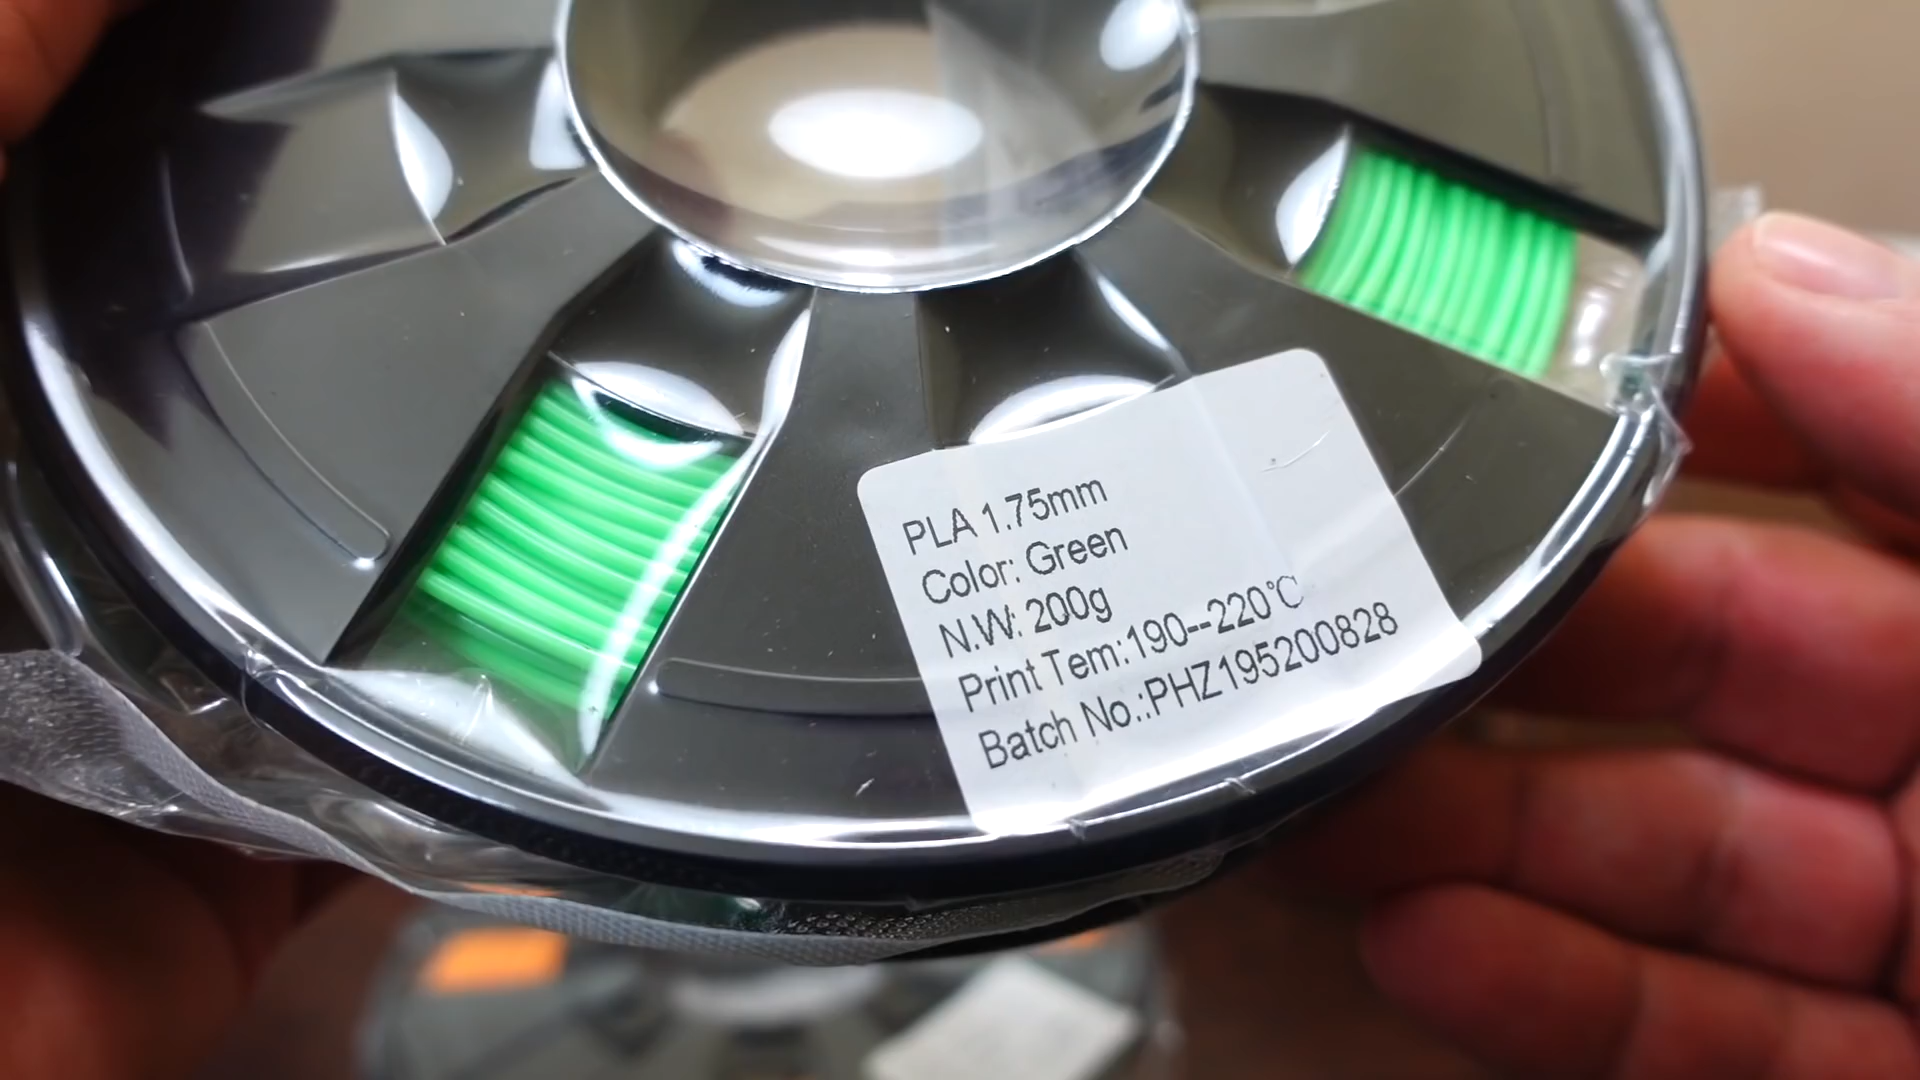 PLA 1.75mm
Color: Green
N.W: 200g
Print Tem:190--220°C
Batch No.:PHZ195200828